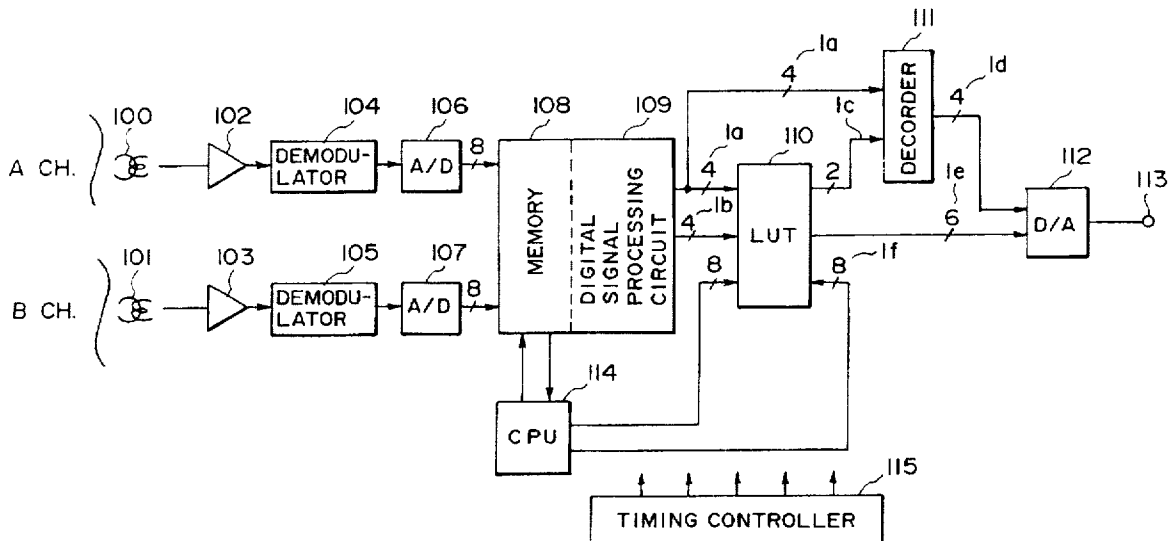 111
1a
1d
4
4
100
102
104
106
108
109
1a
1c
110
DECORDER
112
113
A CH.
DEMODU-
LATOR
A/D
8
4
2
1b
1e
4
6
D/A
MEMORY
DIGITAL
SIGNAL
PROCESSING
CIRCUIT
LUT
101
103
105
107
8
8
1f
B CH.
DEMODU-
LATOR
A/D
8
114
CPU
115
TIMING CONTROLLER